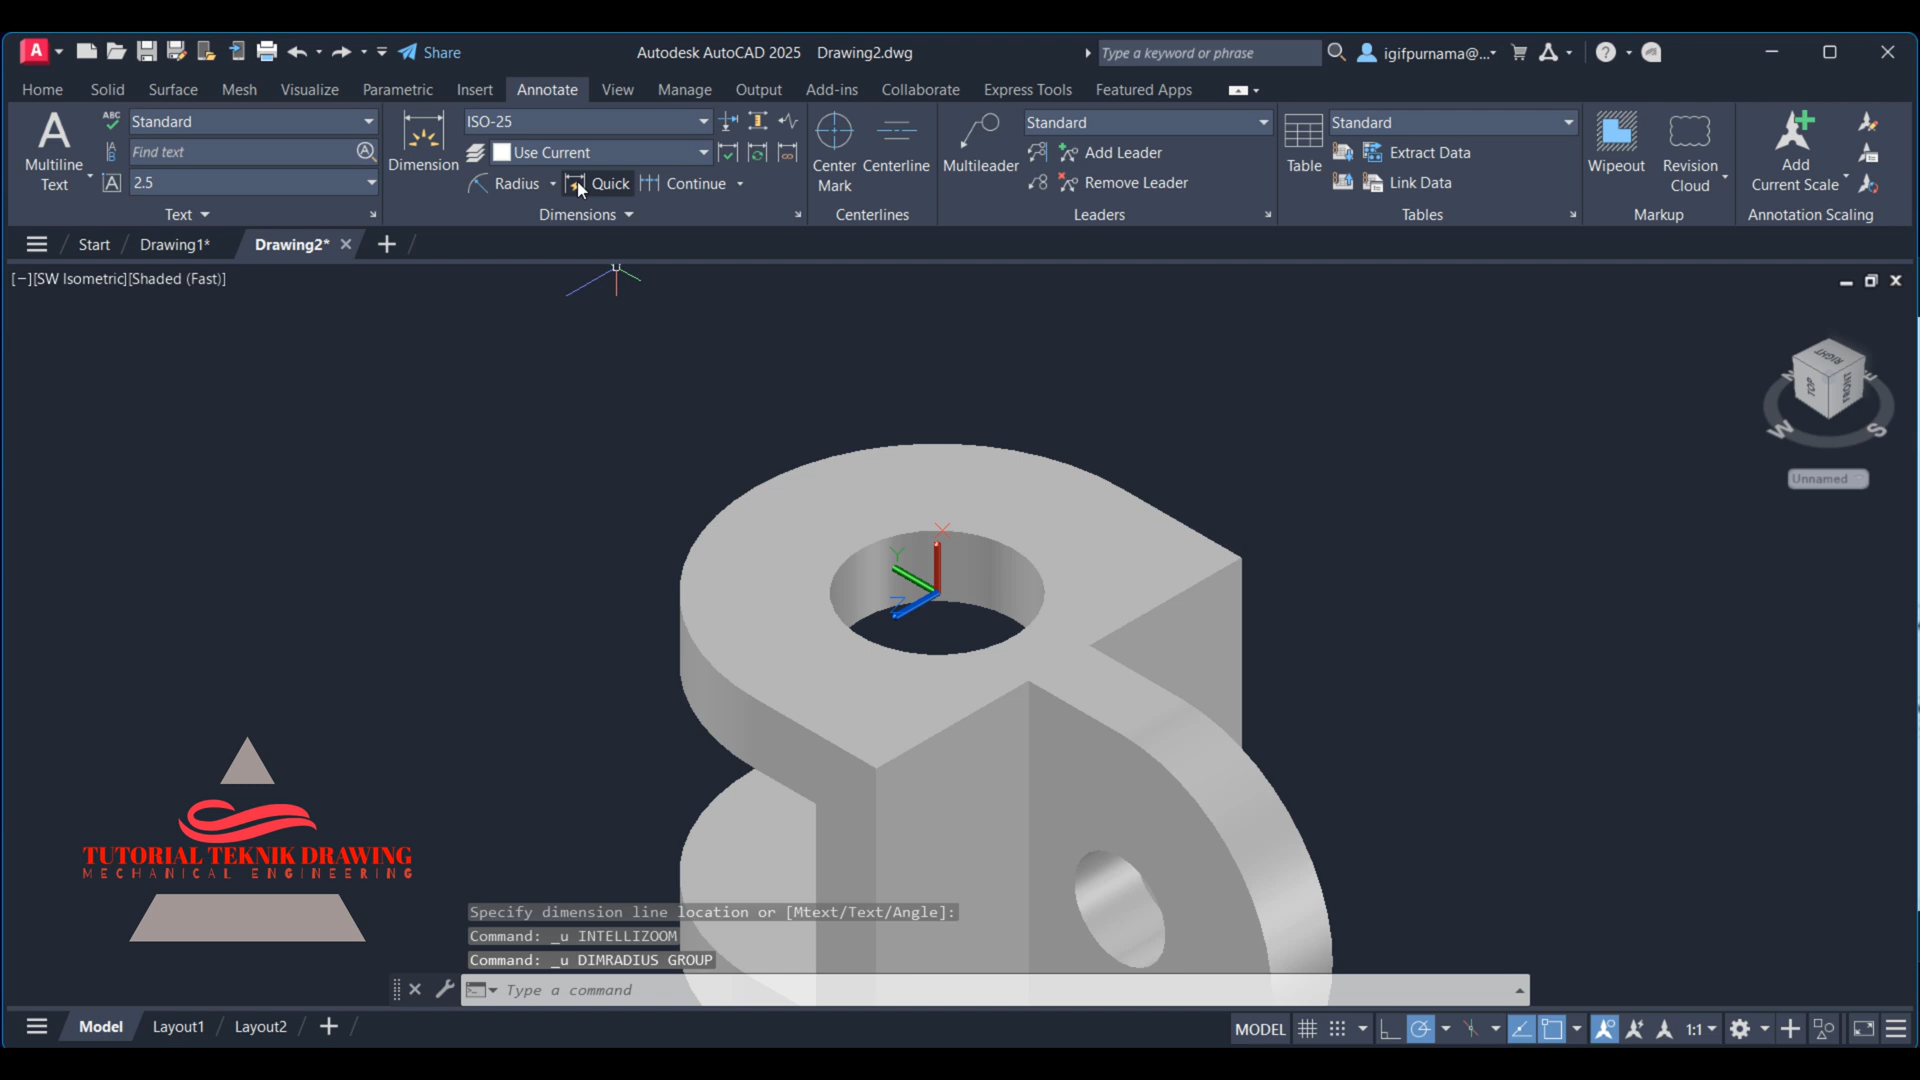 A Share Autodesk AutoCAD 2025 Drawing2.dwg Type a keyword or phrase igifpurnama@...
Home Solid Surface Mesh Visualize Parametric Insert Annotate View Manage Output Add-ins Collaborate Express Tools Featured Apps
A Multiline Text
ABC Standard
Find text
A 2.5
Text
Dimension
ISO-25
Use Current
Radius Quick Continue
Dimensions
Center Mark
Centerline
Centerlines
Multileader
Standard
Add Leader
Remove Leader
Leaders
Table
Standard
Extract Data
Link Data
Tables
Wipeout
Revision Cloud
Markup
Add Current Scale
Annotation Scaling
Start Drawing1* Drawing2*
[−][SW Isometric][Shaded (Fast)]
RIGHT
TOP
FRONT
N E
W S
Unnamed
X
Y
Z
TUTORIAL TEKNIK DRAWING
MECHANICAL ENGINEERING
Specify dimension line location or [Mtext/Text/Angle]:
Command: _u INTELLIZOOM
Command: _u DIMRADIUS GROUP
Type a command
Model Layout1 Layout2
MODEL 1:1